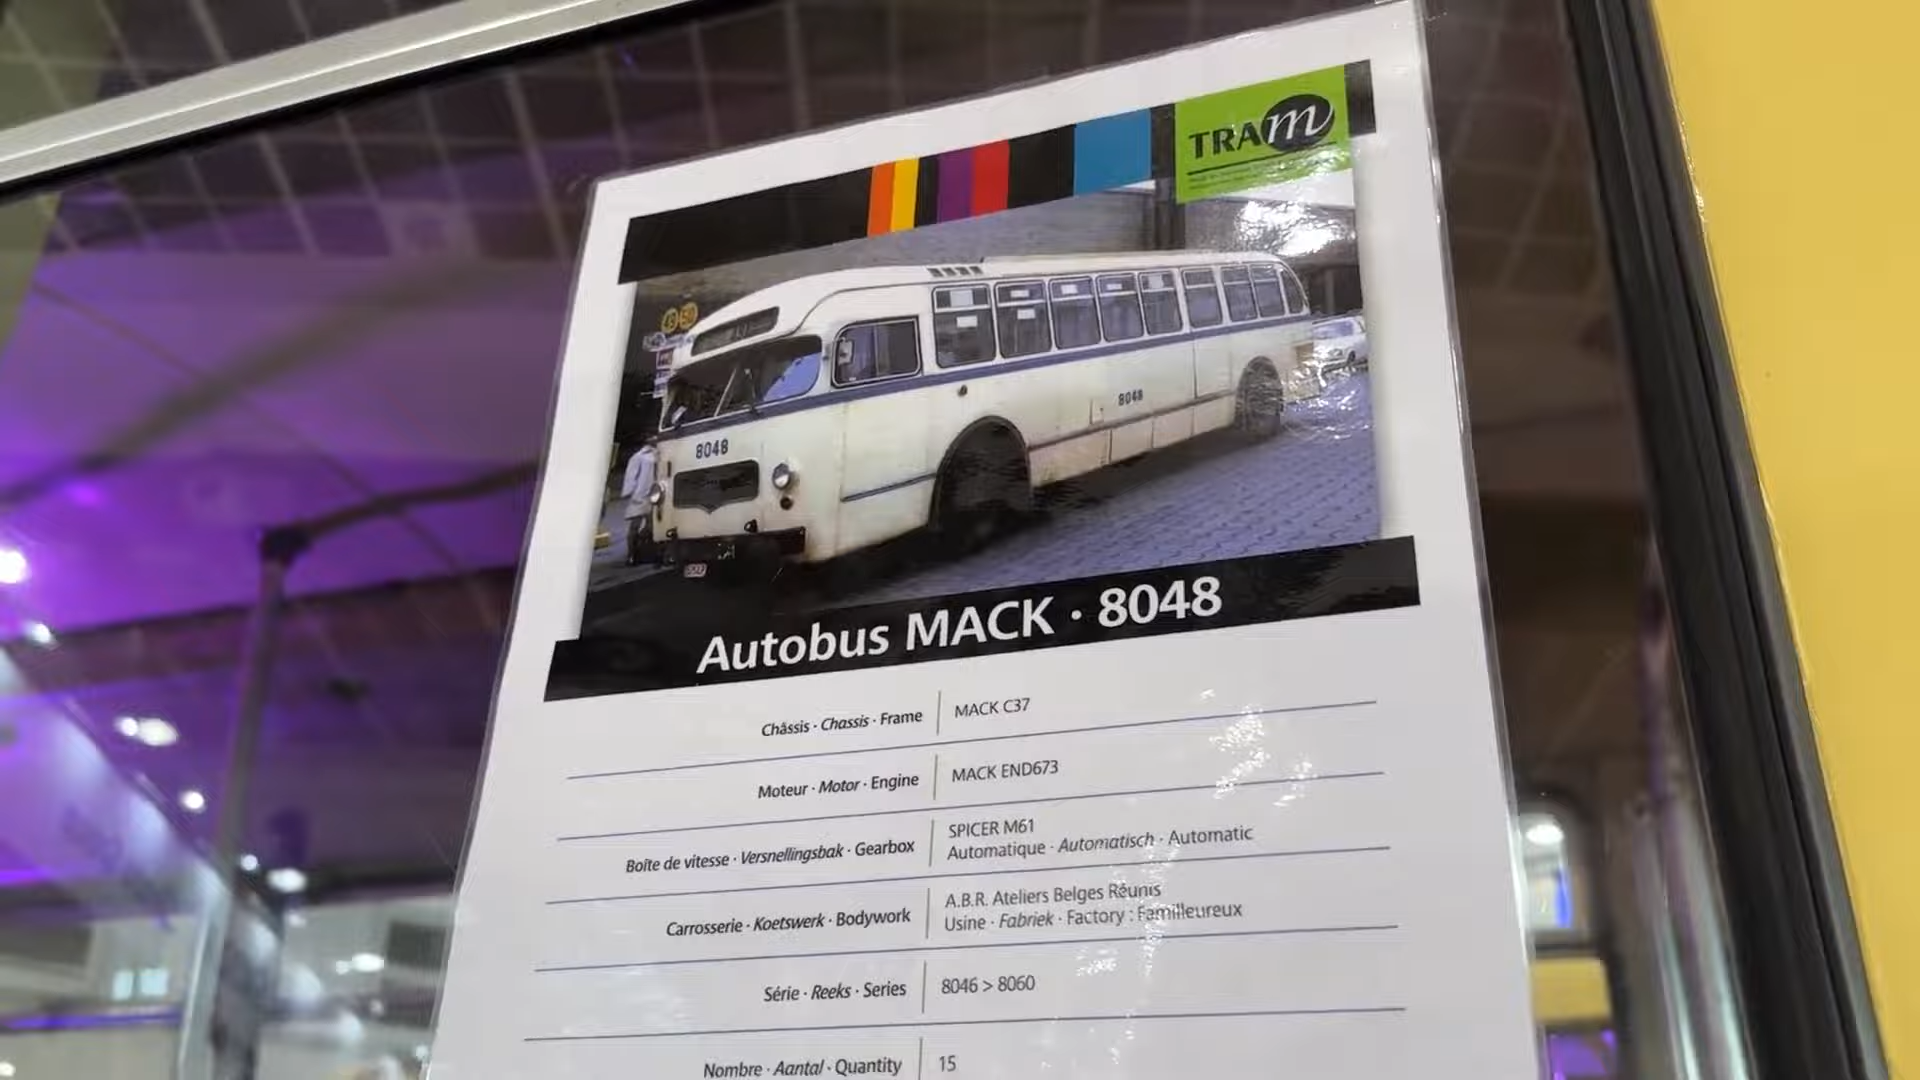 TRAm
8048
8048
Autobus MACK · 8048
Châssis · Chassis · Frame
MACK C37
Moteur · Motor · Engine
MACK END673
Boîte de vitesse · Versnellingsbak · Gearbox
SPICER M61
Automatique · Automatisch · Automatic
Carrosserie · Koetswerk · Bodywork
A.B.R. Ateliers Belges Réunis
Usine · Fabriek · Factory : Familleureux
Série · Reeks · Series
8046 > 8060
Nombre · Aantal · Quantity
15